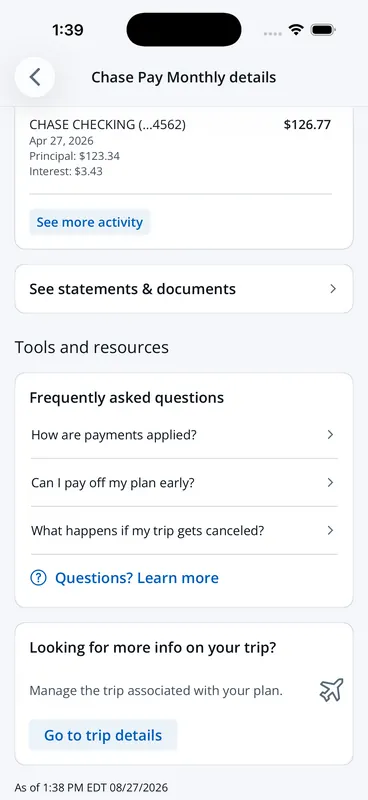 1:39
Chase Pay Monthly details
CHASE CHECKING (...4562) $126.77
Apr 27, 2026
Principal: $123.34
Interest: $3.43
See more activity
See statements & documents
Tools and resources
Frequently asked questions
How are payments applied?
Can I pay off my plan early?
What happens if my trip gets canceled?
Questions? Learn more
Looking for more info on your trip?
Manage the trip associated with your plan.
Go to trip details
As of 1:38 PM EDT 08/27/2026